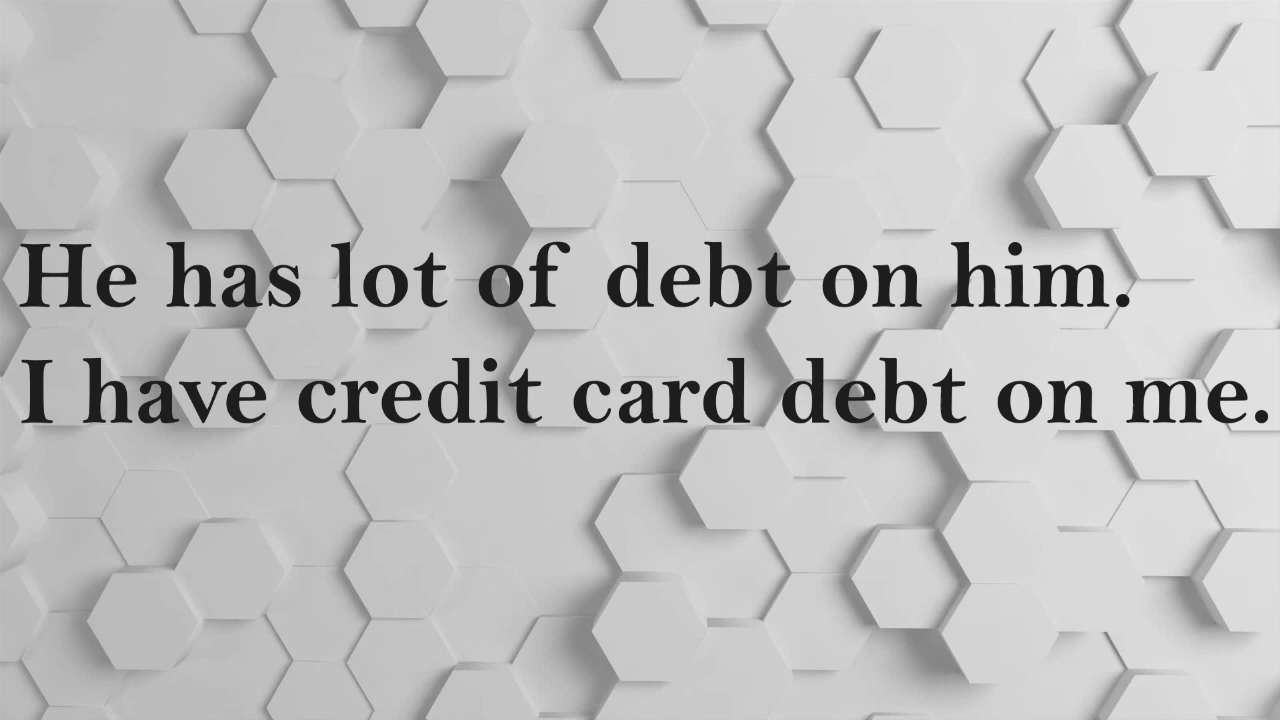 He has lot of debt on him.
I have credit card debt on me.